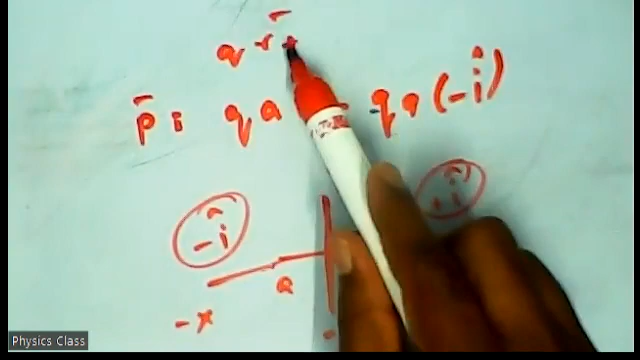 q r r̄
p̄ : qa - qa (-î)
-î î
a
-x
Physics Class